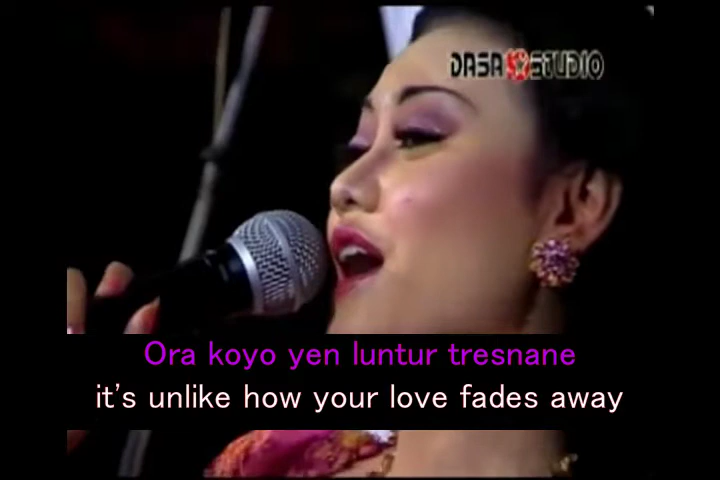 DASA STUDIO
Ora koyo yen luntur tresnane
it's unlike how your love fades away